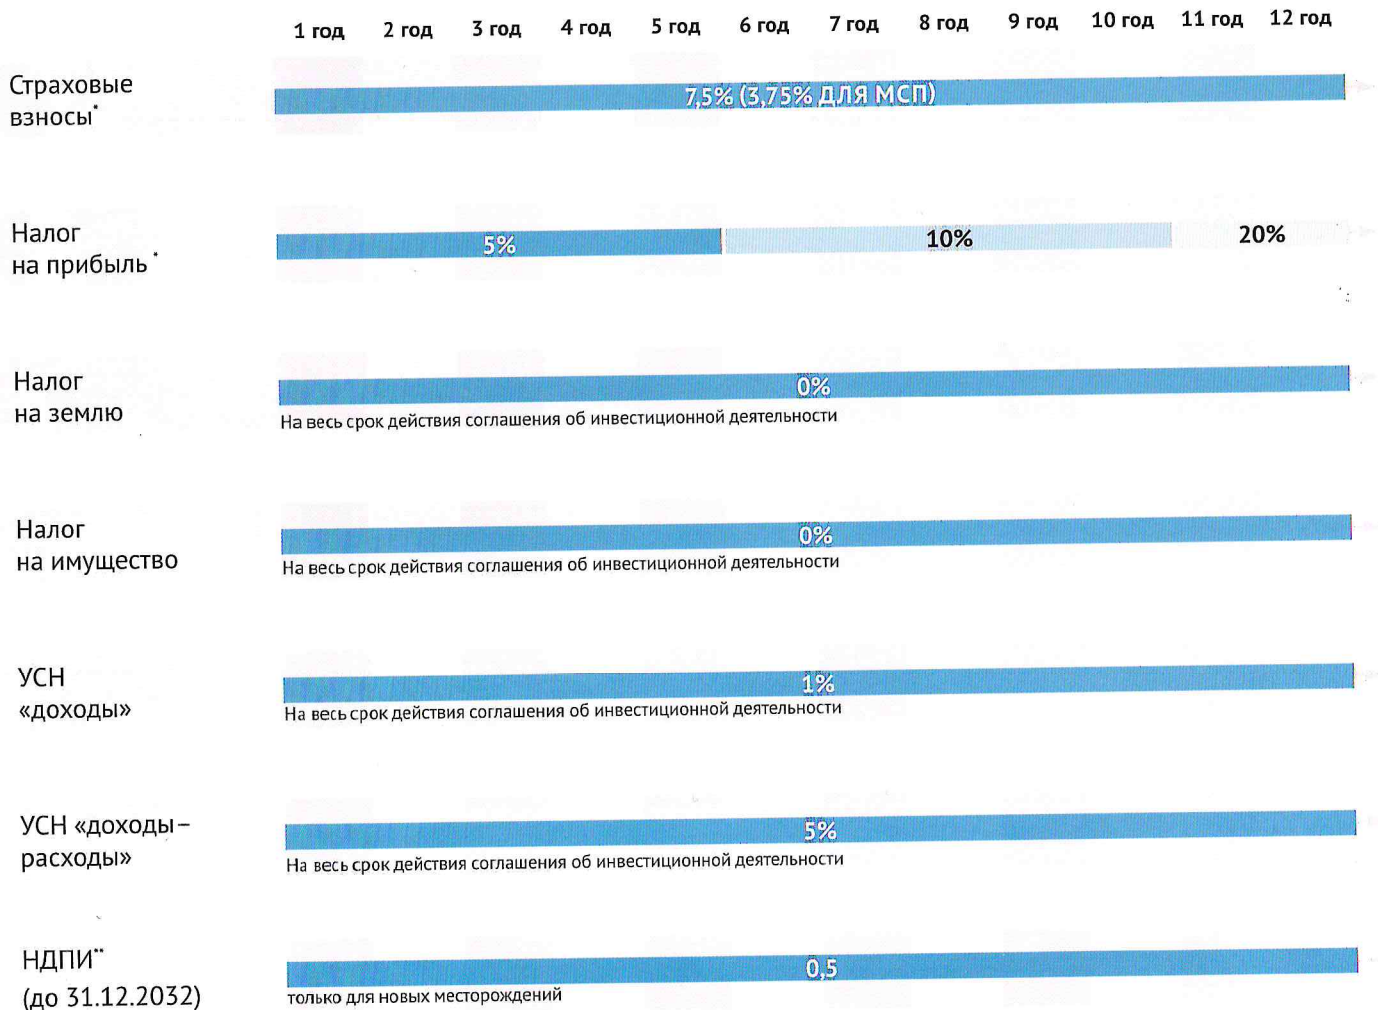 1 год 2 год 3 год 4 год 5 год 6 год 7 год 8 год 9 год 10 год 11 год 12 год
Страховые
взносы*
7,5% (3,75% ДЛЯ МСП)
Налог
на прибыль*
5% 10% 20%
Налог
на землю
0%
На весь срок действия соглашения об инвестиционной деятельности
Налог
на имущество
0%
На весь срок действия соглашения об инвестиционной деятельности
УСН
«доходы»
1%
На весь срок действия соглашения об инвестиционной деятельности
УСН «доходы–
расходы»
5%
На весь срок действия соглашения об инвестиционной деятельности
НДПИ**
(до 31.12.2032)
0,5
только для новых месторождений